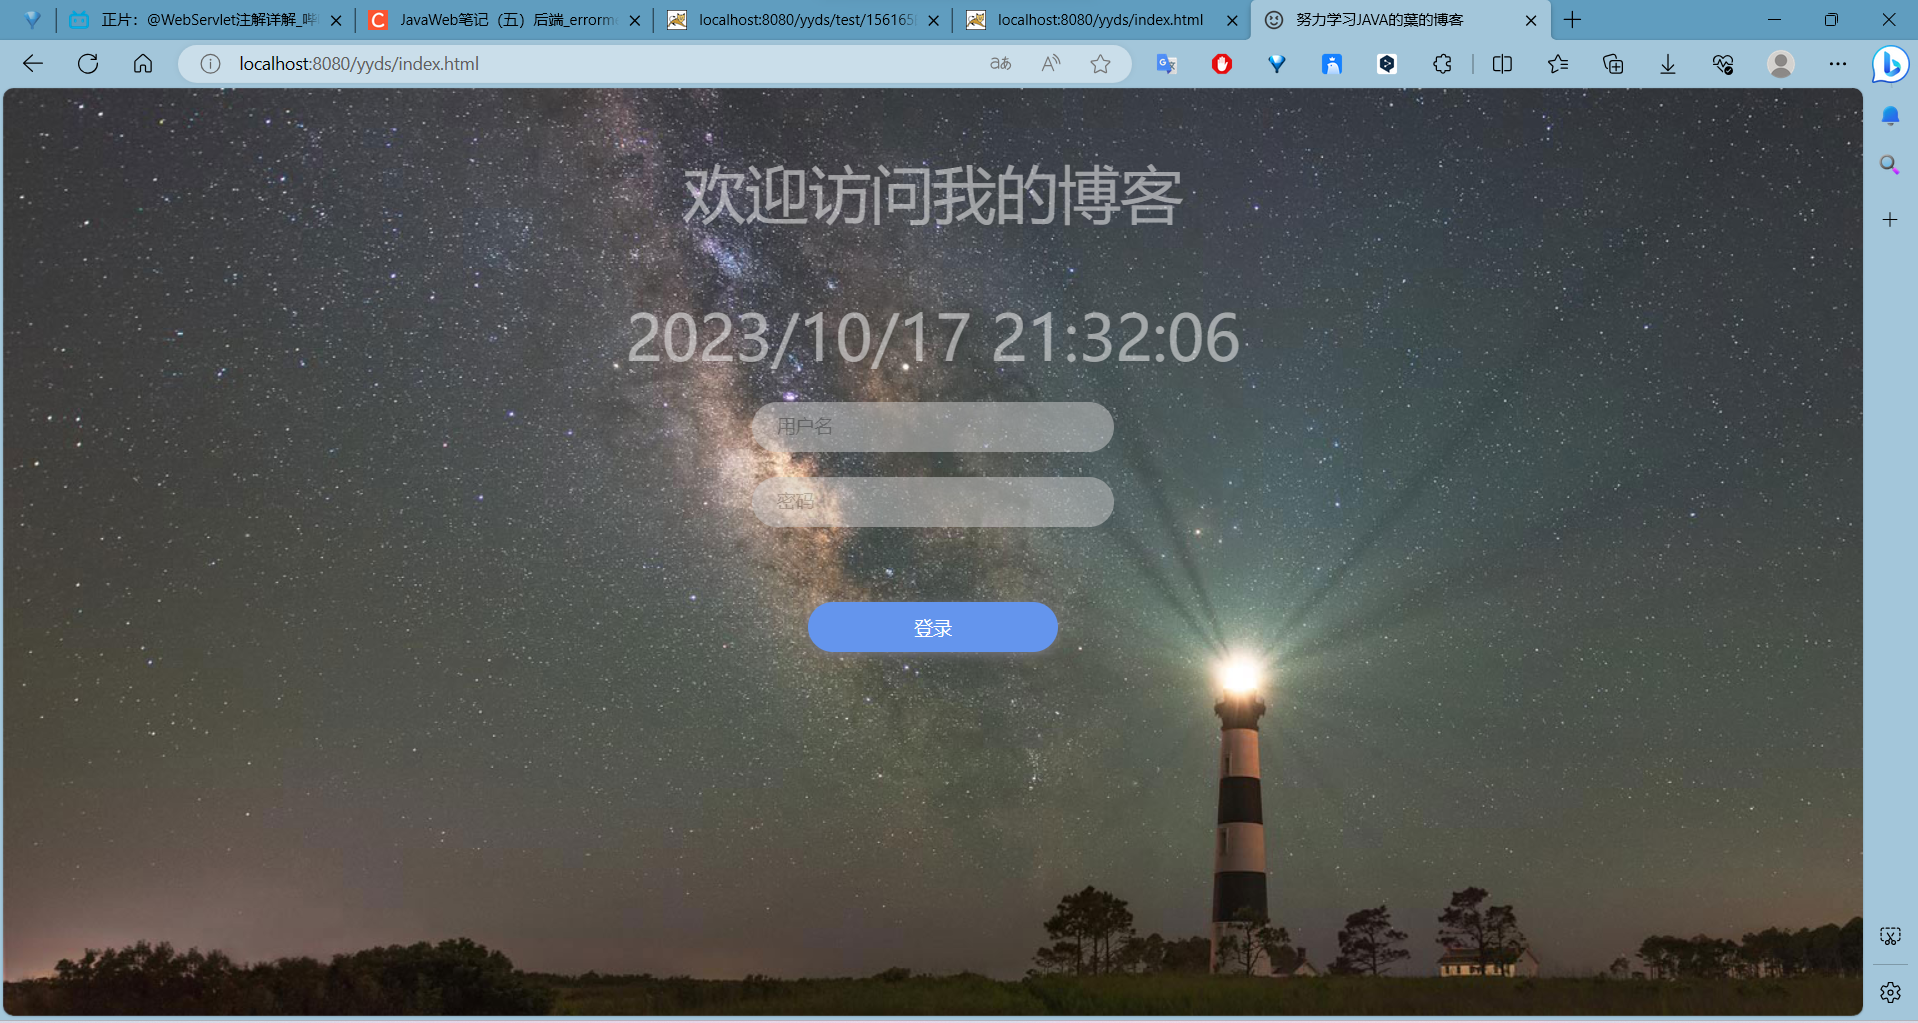 正片：@WebServlet注解详解_哔
JavaWeb笔记（五）后端_errorm
localhost:8080/yyds/test/156165
localhost:8080/yyds/index.html
努力学习JAVA的葉的博客
localhost:8080/yyds/index.html
欢迎访问我的博客
2023/10/17 21:32:06
用户名
密码
登录